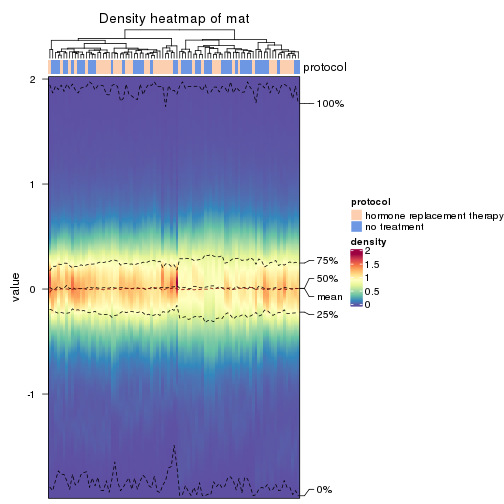 Density heatmap of mat
protocol
2
1
0
-1
value
100%
75%
50%
mean
25%
0%
protocol
hormone replacement therapy
no treatment
density
2
1.5
1
0.5
0